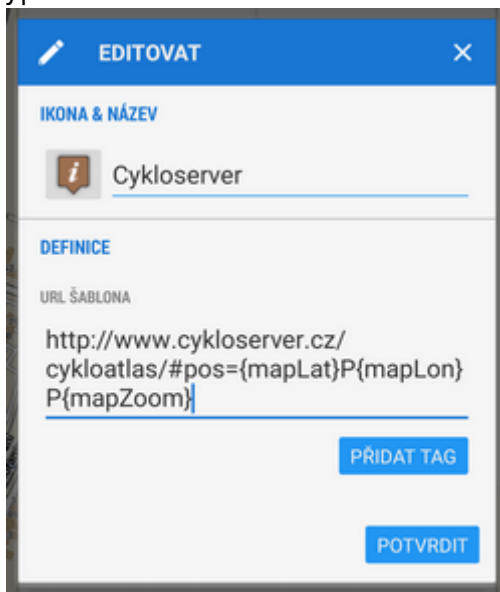 EDITOVAT
IKONA & NÁZEV
Cykloserver
DEFINICE
URL ŠABLONA
http://www.cykloserver.cz/
cykloatlas/#pos={mapLat}P{mapLon}
P{mapZoom}
PŘIDAT TAG
POTVRDIT